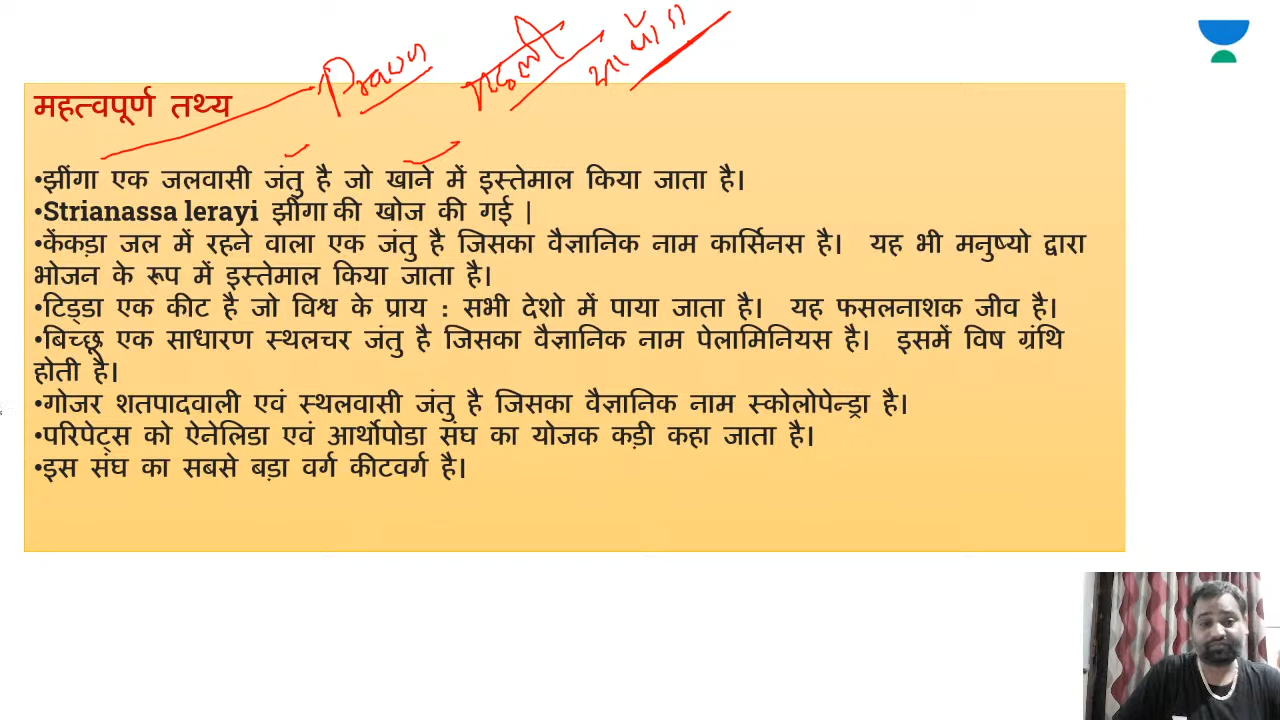 Prawn मछली
महत्वपूर्ण तथ्य
•झींगा एक जलवासी जंतु है जो खाने में इस्तेमाल किया जाता है।
•Strianassa lerayi झींगा की खोज की गई |
•केंकड़ा जल में रहने वाला एक जंतु है जिसका वैज्ञानिक नाम कार्सिनस है। यह भी मनुष्यो द्वारा
भोजन के रूप में इस्तेमाल किया जाता है।
•टिड्डा एक कीट है जो विश्व के प्राय : सभी देशो में पाया जाता है। यह फसलनाशक जीव है।
•बिच्छू एक साधारण स्थलचर जंतु है जिसका वैज्ञानिक नाम पेलामिनियस है। इसमें विष ग्रंथि
होती है।
•गोजर शतपादवाली एवं स्थलवासी जंतु है जिसका वैज्ञानिक नाम स्कोलोपेन्ड्रा है।
•परिपेट्स को ऐनेलिडा एवं आर्थोपोडा संघ का योजक कड़ी कहा जाता है।
•इस संघ का सबसे बड़ा वर्ग कीटवर्ग है।